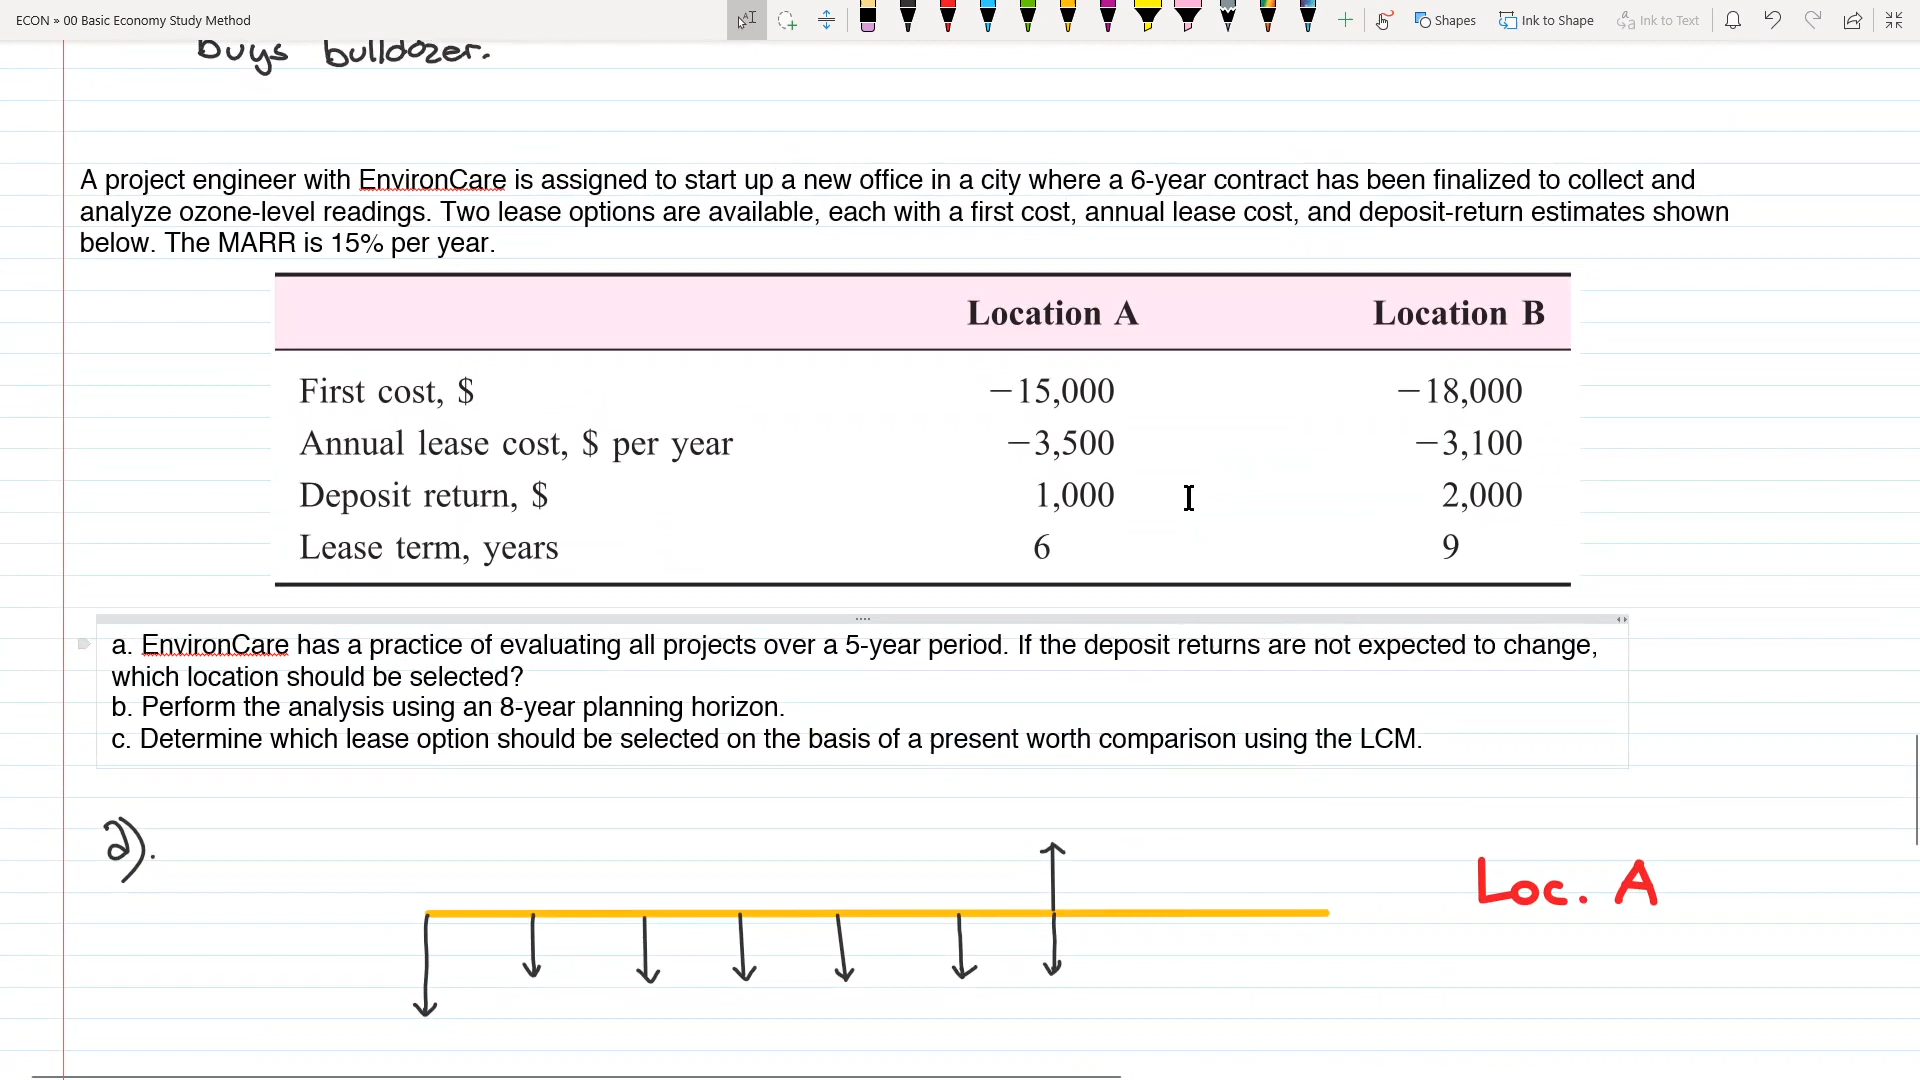 ECON » 00 Basic Economy Study Method
Shapes
Ink to Shape
Ink to Text
buys bulldozer.
A project engineer with EnvironCare is assigned to start up a new office in a city where a 6-year contract has been finalized to collect and
analyze ozone-level readings. Two lease options are available, each with a first cost, annual lease cost, and deposit-return estimates shown
below. The MARR is 15% per year.
Location A Location B
First cost, $ −15,000 −18,000
Annual lease cost, $ per year −3,500 −3,100
Deposit return, $ 1,000 2,000
Lease term, years 6 9
a. EnvironCare has a practice of evaluating all projects over a 5-year period. If the deposit returns are not expected to change,
which location should be selected?
b. Perform the analysis using an 8-year planning horizon.
c. Determine which lease option should be selected on the basis of a present worth comparison using the LCM.
a).
Loc. A